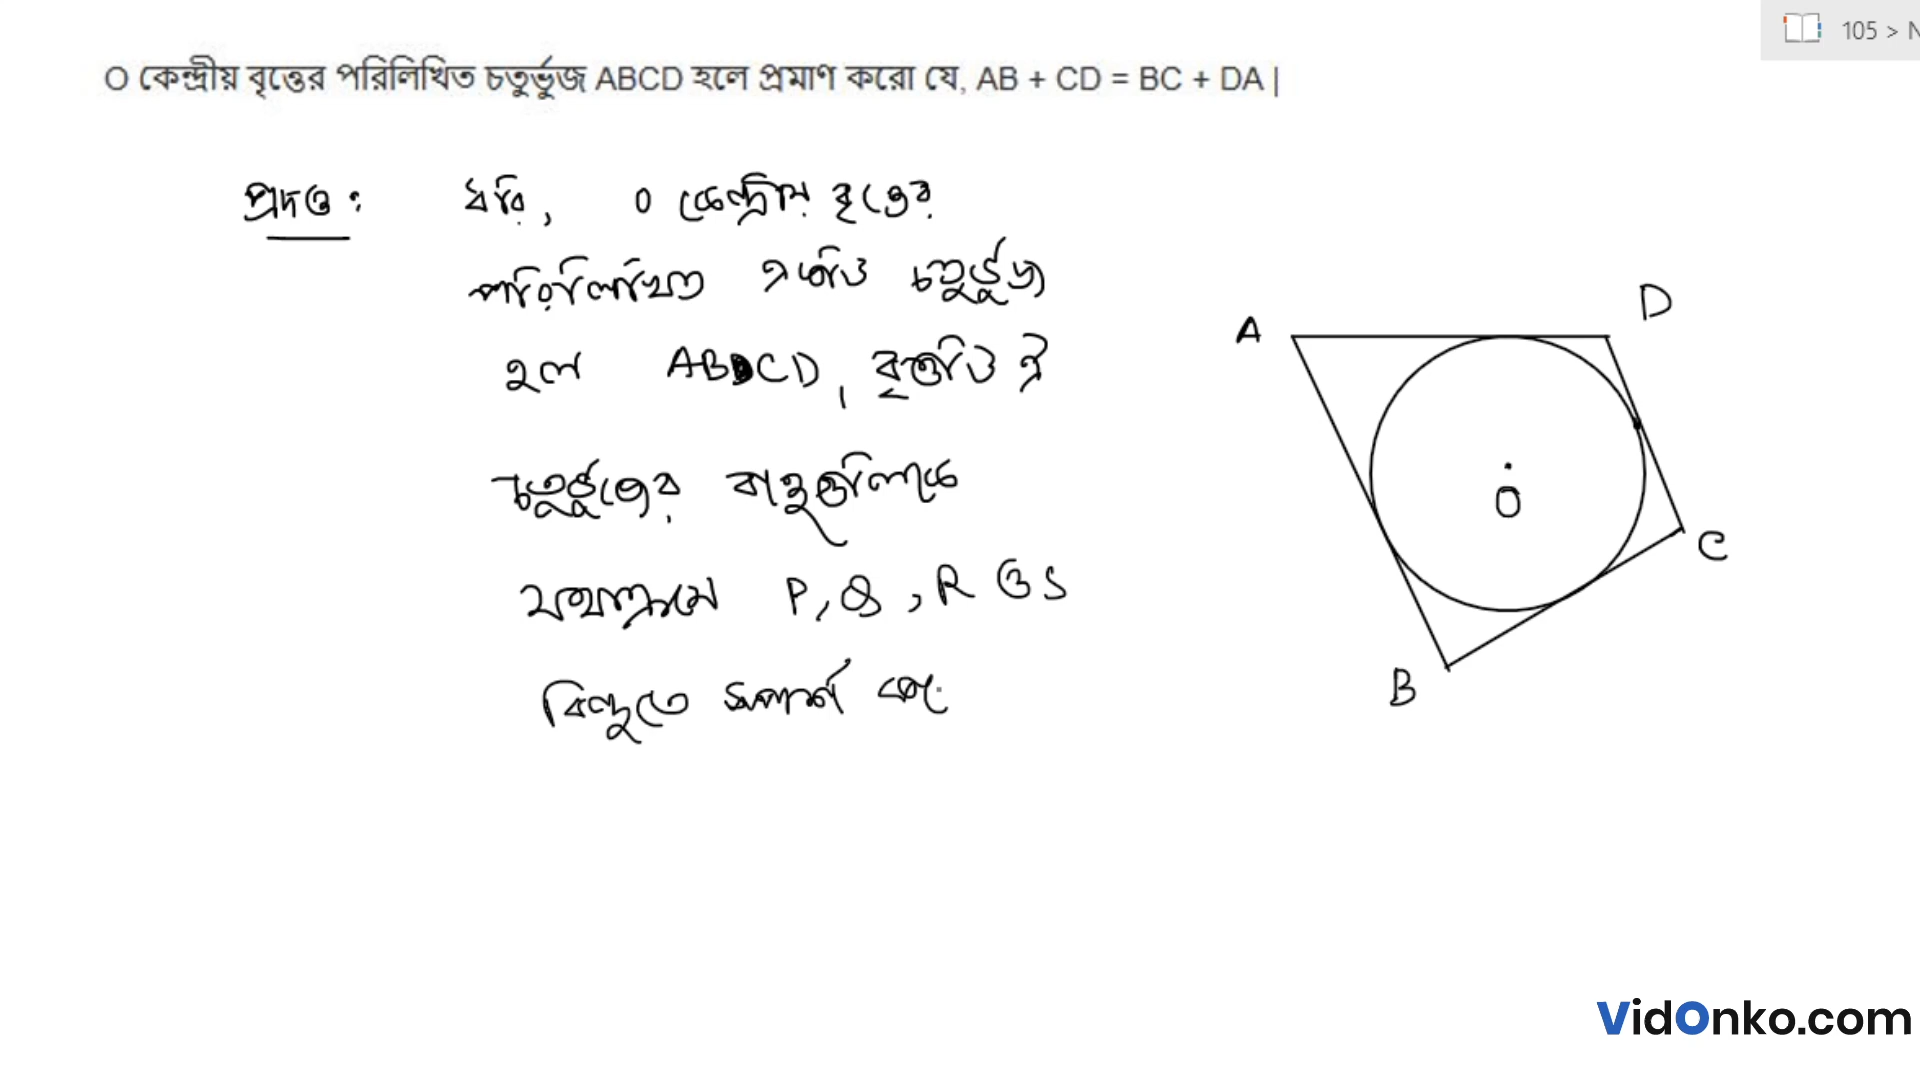 105 > N
O কেন্দ্রীয় বৃত্তের পরিলিখিত চতুর্ভুজ ABCD হলে প্রমাণ করো যে, AB + CD = BC + DA |
প্রদত্ত : ধরি, O কেন্দ্রীয় বৃত্তের
পরিলিখিত একটি চতুর্ভুজ
হল ABCD, বৃত্তটি ঐ
চতুর্ভুজের বাহুগুলিকে
যথাক্রমে P, Q, R ও S
বিন্দুতে স্পর্শ করে
A
D
O
C
B
VidOnko.com